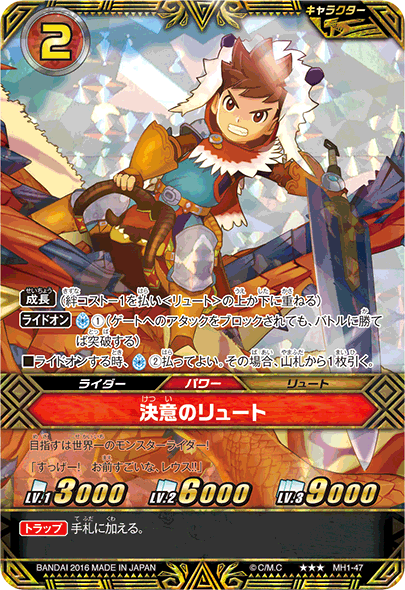 キャラクター
2
成長 (絆コスト-1を払い<リュート>の上か下に重ねる)
ライドオン ①(ゲートへのアタックをブロックされても、バトルに勝て
ば突破する)
■ライドオンする時、②払ってよい。その場合、山札から1枚引く。
ライダー パワー リュート
決意のリュート
目指すは世界一のモンスターライダー!
「すっげー! お前すごいな、レウス!!」
LV.1 3000 LV.2 6000 LV.3 9000
トラップ 手札に加える。
BANDAI 2016 MADE IN JAPAN ©C/M.C ★★★ MH1-47